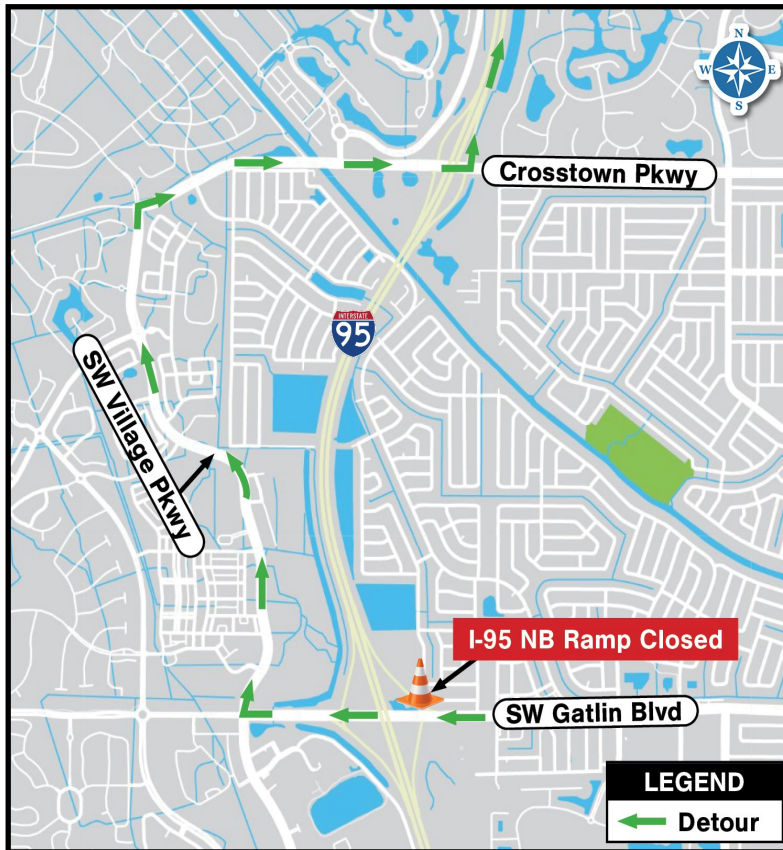 N
W E
S
Crosstown Pkwy
INTERSTATE
95
SW Village Pkwy
I-95 NB Ramp Closed
SW Gatlin Blvd
LEGEND
Detour